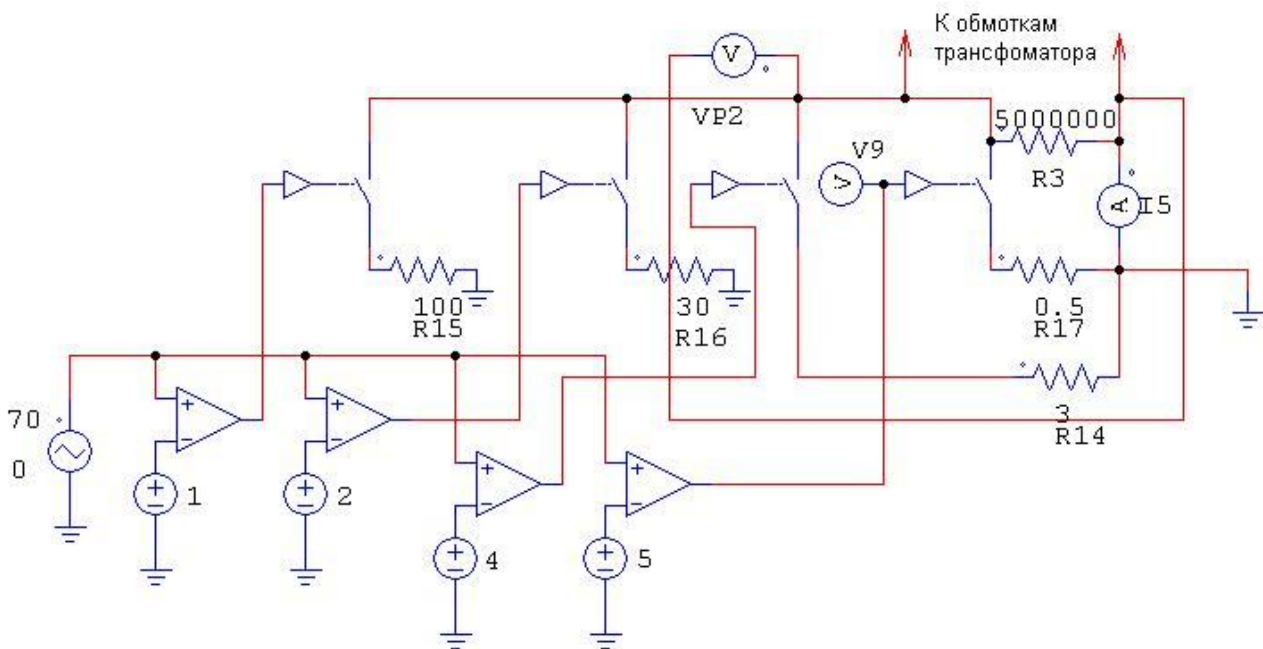 К обмоткам
трансфоматора
V
VP2
5000000
V9
V
R3
A
I5
100
R15
30
R16
0.5
R17
3
R14
70
0
1
2
4
5